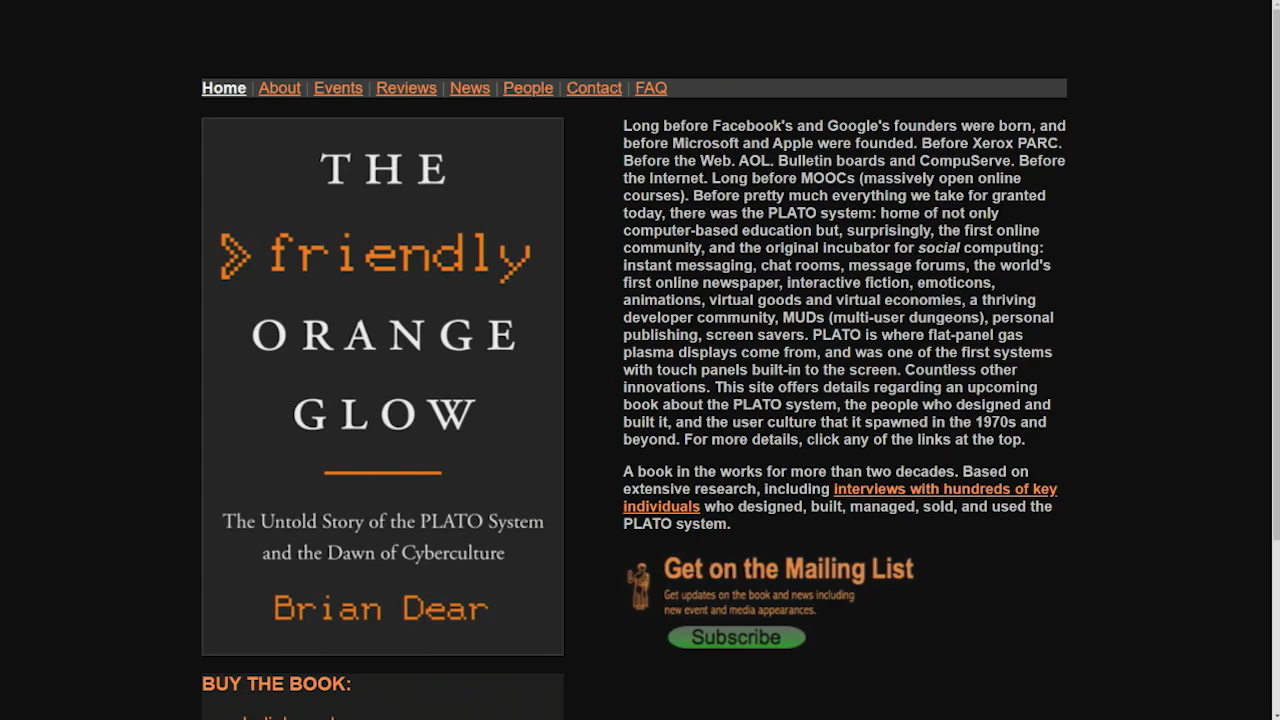 Home | About | Events | Reviews | News | People | Contact | FAQ
THE
friendly
ORANGE
GLOW
The Untold Story of the PLATO System
and the Dawn of Cyberculture
Brian Dear
BUY THE BOOK:
Long before Facebook's and Google's founders were born, and
before Microsoft and Apple were founded. Before Xerox PARC.
Before the Web. AOL. Bulletin boards and CompuServe. Before
the Internet. Long before MOOCs (massively open online
courses). Before pretty much everything we take for granted
today, there was the PLATO system: home of not only
computer-based education but, surprisingly, the first online
community, and the original incubator for social computing:
instant messaging, chat rooms, message forums, the world's
first online newspaper, interactive fiction, emoticons,
animations, virtual goods and virtual economies, a thriving
developer community, MUDs (multi-user dungeons), personal
publishing, screen savers. PLATO is where flat-panel gas
plasma displays come from, and was one of the first systems
with touch panels built-in to the screen. Countless other
innovations. This site offers details regarding an upcoming
book about the PLATO system, the people who designed and
built it, and the user culture that it spawned in the 1970s and
beyond. For more details, click any of the links at the top.
A book in the works for more than two decades. Based on
extensive research, including interviews with hundreds of key
individuals who designed, built, managed, sold, and used the
PLATO system.
Get on the Mailing List
Get updates on the book and news including
new event and media appearances.
Subscribe